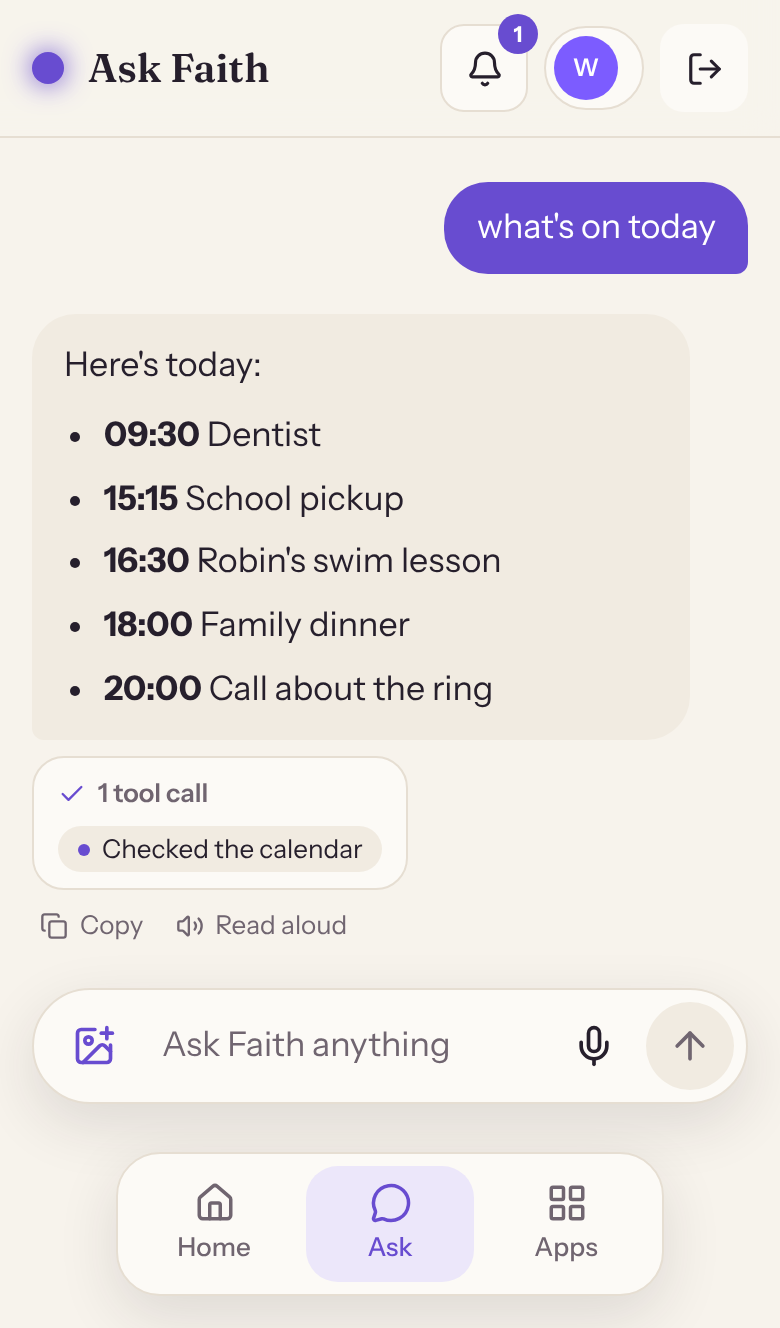 Ask Faith
1
W
what's on today
Here's today:
• 09:30 Dentist
• 15:15 School pickup
• 16:30 Robin's swim lesson
• 18:00 Family dinner
• 20:00 Call about the ring
1 tool call
Checked the calendar
Copy Read aloud
Ask Faith anything
Home Ask Apps